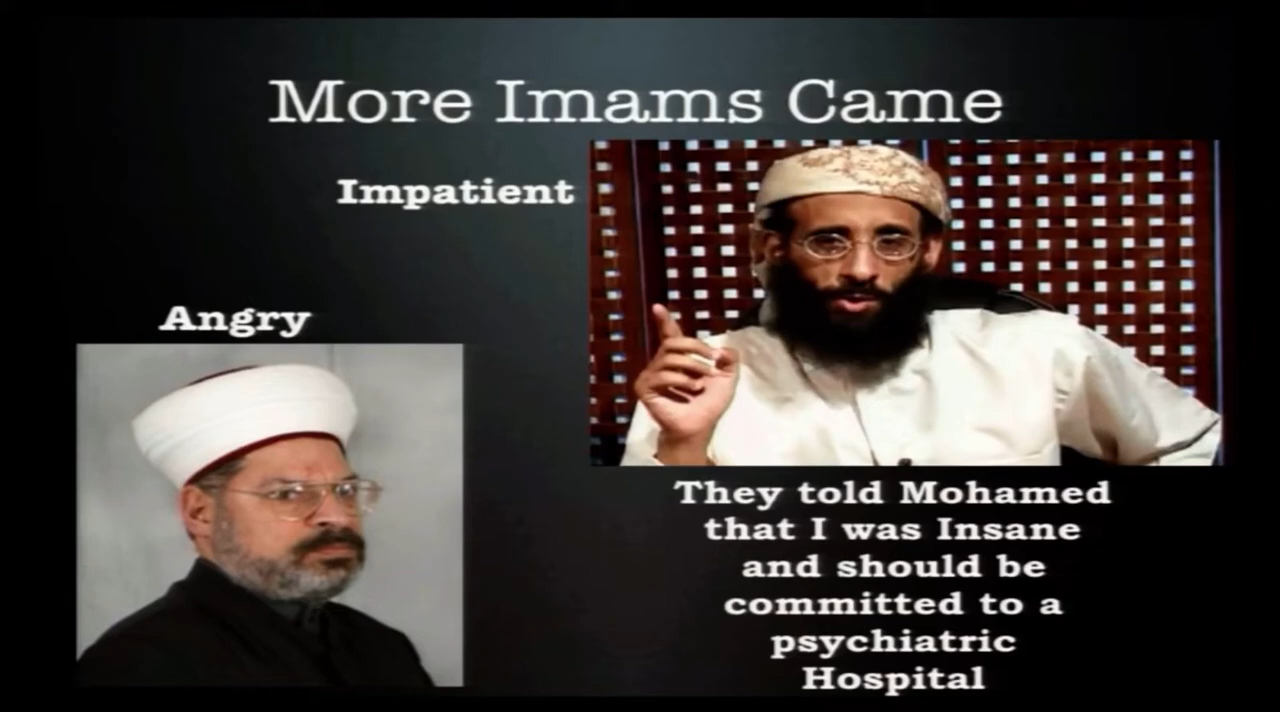 More Imams Came
Impatient
Angry
They told Mohamed
that I was Insane
and should be
committed to a
psychiatric
Hospital